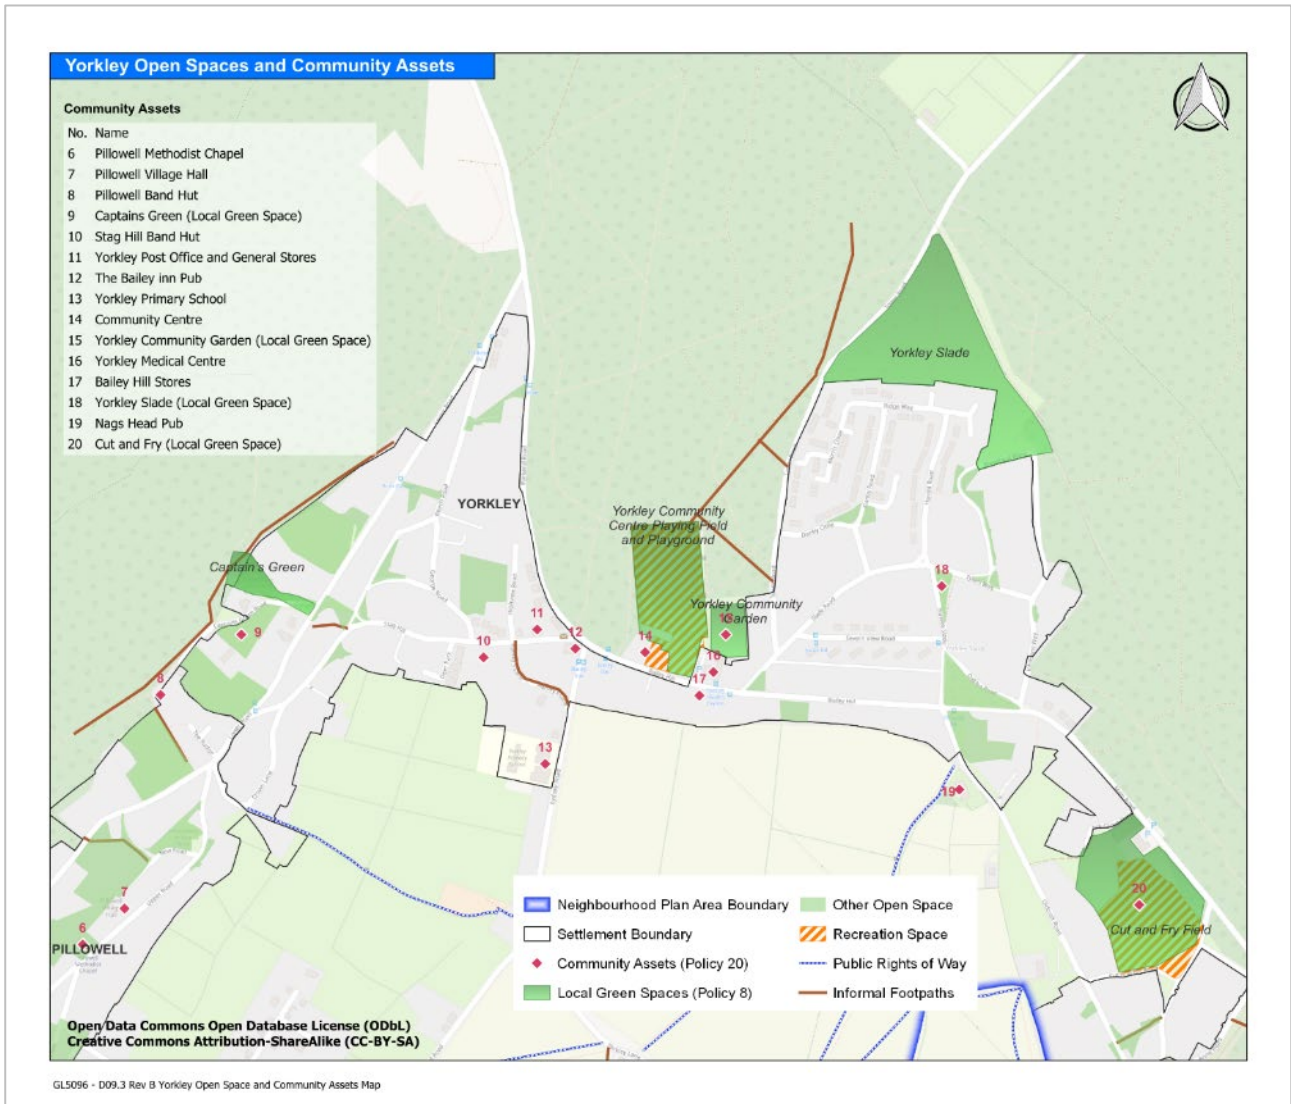 Yorkley Open Spaces and Community Assets
Community Assets
No. Name
6 Pillowell Methodist Chapel
7 Pillowell Village Hall
8 Pillowell Band Hut
9 Captains Green (Local Green Space)
10 Stag Hill Band Hut
11 Yorkley Post Office and General Stores
12 The Bailey inn Pub
13 Yorkley Primary School
14 Community Centre
15 Yorkley Community Garden (Local Green Space)
16 Yorkley Medical Centre
17 Bailey Hill Stores
18 Yorkley Slade (Local Green Space)
19 Nags Head Pub
20 Cut and Fry (Local Green Space)
Yorkley Slade
YORKLEY
Yorkley Community
Centre Playing Field
and Playground
Captain's Green
Yorkley Community
Garden
18
11
12
14
15
9
10
16
17
8
Bailey Hill
13
19
7
20
6
PILLOWELL
Cut and Fry Field
Neighbourhood Plan Area Boundary
Settlement Boundary
Community Assets (Policy 20)
Local Green Spaces (Policy 8)
Other Open Space
Recreation Space
Public Rights of Way
Informal Footpaths
Open Data Commons Open Database License (ODbL)
Creative Commons Attribution-ShareAlike (CC-BY-SA)
GL5096 - D09.3 Rev B Yorkley Open Space and Community Assets Map